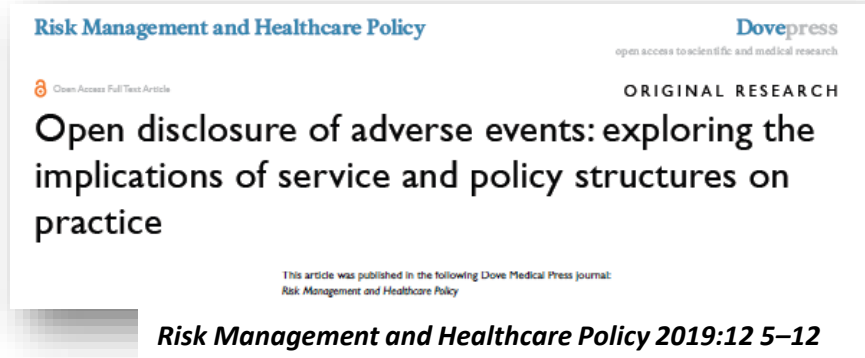 Risk Management and Healthcare Policy
Dovepress
open access to scientific and medical research
Open Access Full Text Article
ORIGINAL RESEARCH
Open disclosure of adverse events: exploring the
implications of service and policy structures on
practice
This article was published in the following Dove Medical Press journal:
Risk Management and Healthcare Policy
Risk Management and Healthcare Policy 2019:12 5–12